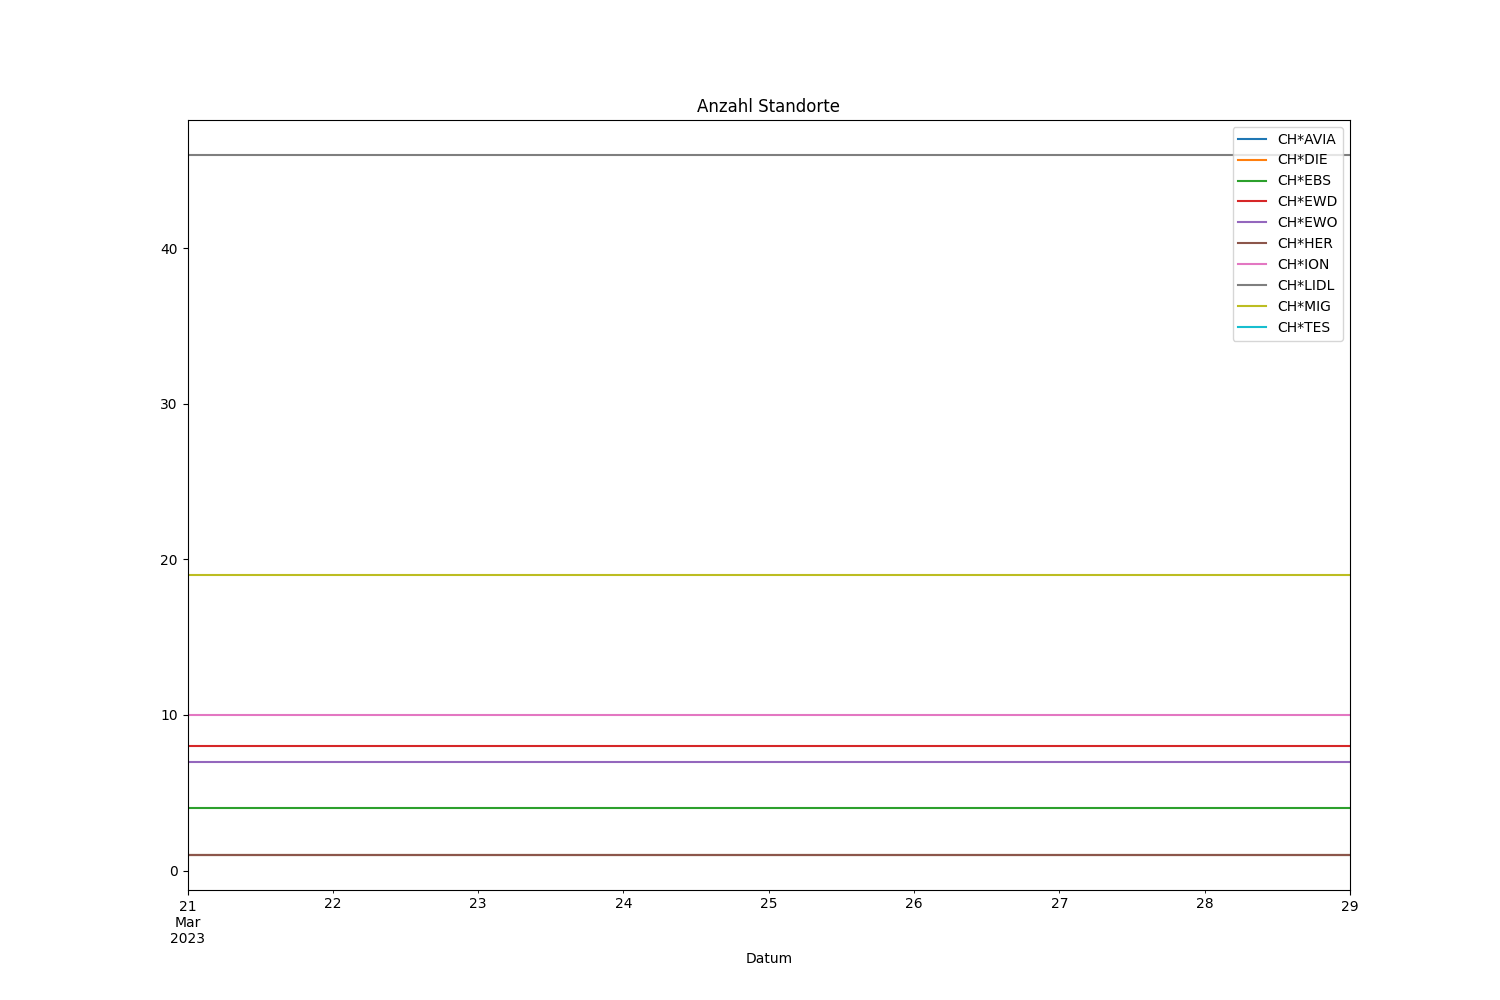 Anzahl Standorte
CH*AVIA
CH*DIE
CH*EBS
CH*EWD
CH*EWO
CH*HER
CH*ION
CH*LIDL
CH*MIG
CH*TES
40
30
20
10
0
21 22 23 24 25 26 27 28 29
Mar
2023
Datum